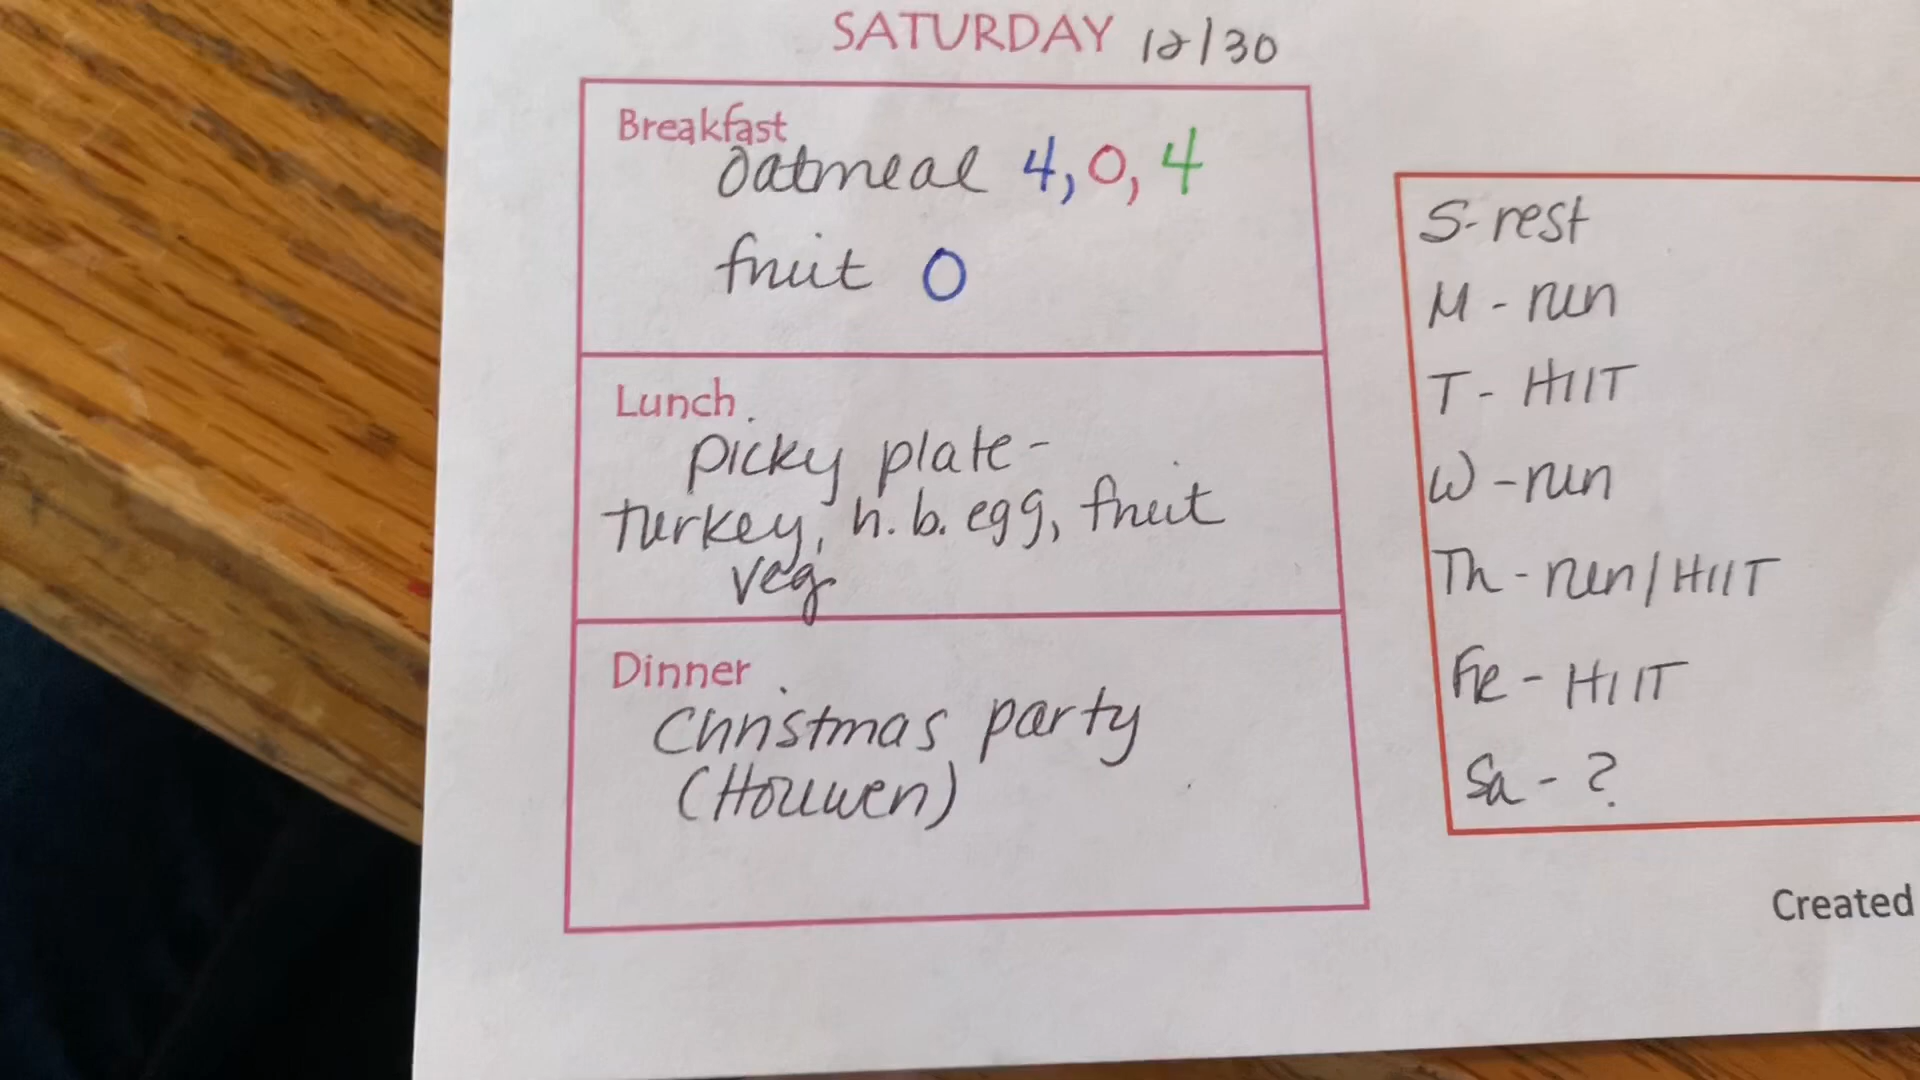 SATURDAY 12/30
Breakfast
oatmeal 4, 0, 4
fruit 0
Lunch
picky plate -
turkey, h.b. egg, fruit
veg
Dinner
Christmas party
(Houwen)
S- rest
M - run
T - HIIT
W - run
Th - run/HIIT
FR - HIIT
Sa - ?
Created